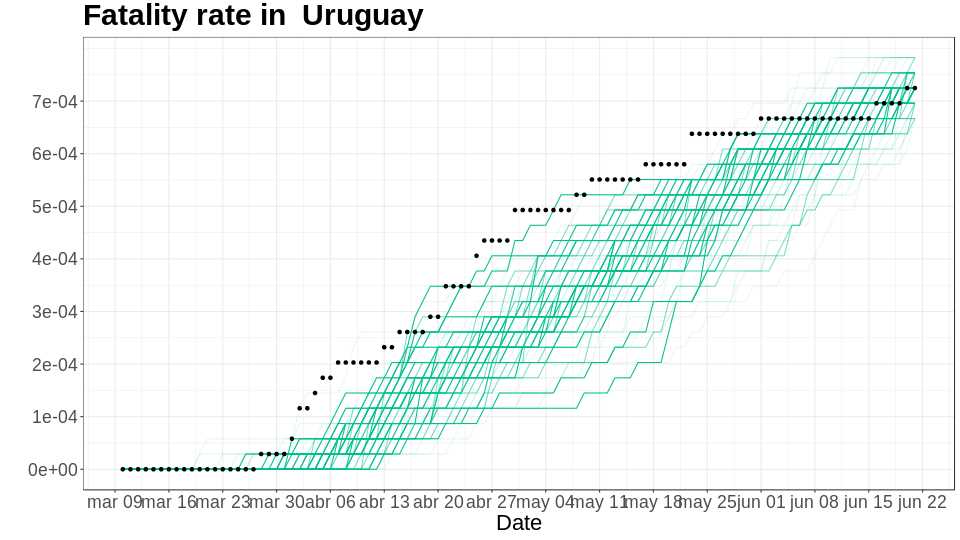 Fatality rate in  Uruguay
7e-04
6e-04
5e-04
4e-04
3e-04
2e-04
1e-04
0e+00
mar 09 mar 16 mar 23 mar 30 abr 06 abr 13 abr 20 abr 27 may 04 may 11 may 18 may 25 jun 01 jun 08 jun 15 jun 22
Date